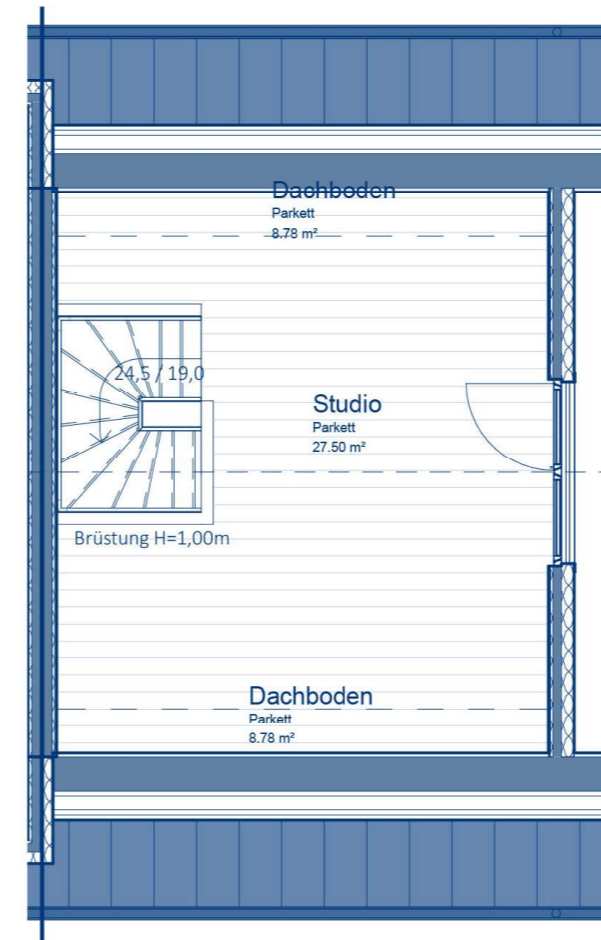 Dachboden
Parkett
8.78 m²
24,5 / 19,0
Studio
Parkett
27.50 m²
Brüstung H=1,00m
Dachboden
Parkett
8.78 m²